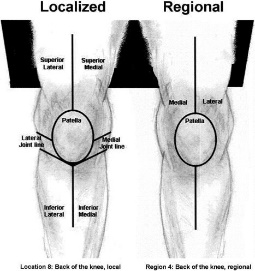 Localized
Regional
Superior
Lateral
Superior
Medial
Medial
Lateral
Patella
Patella
Lateral
Joint line
Medial
Joint line
Inferior
Lateral
Inferior
Medial
Location 8: Back of the knee, local
Region 4: Back of the knee, regional